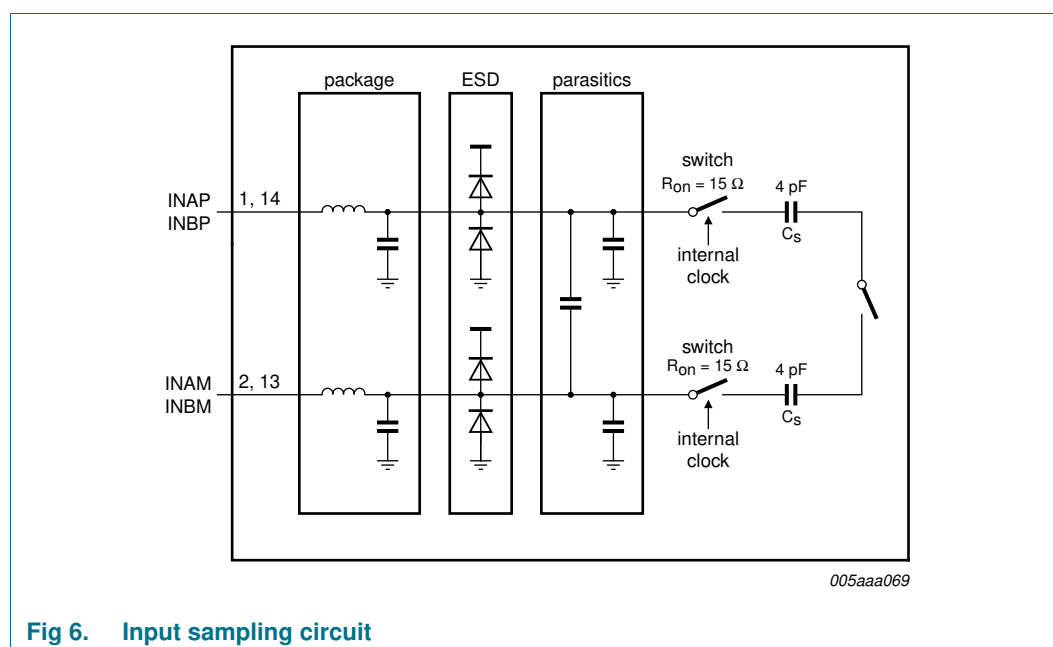 package ESD parasitics
switch
Ron = 15 Ω
4 pF
INAP
INBP
1, 14
internal
clock
Cs
switch
Ron = 15 Ω
4 pF
INAM
INBM
2, 13
internal
clock
Cs
005aaa069
Fig 6. Input sampling circuit